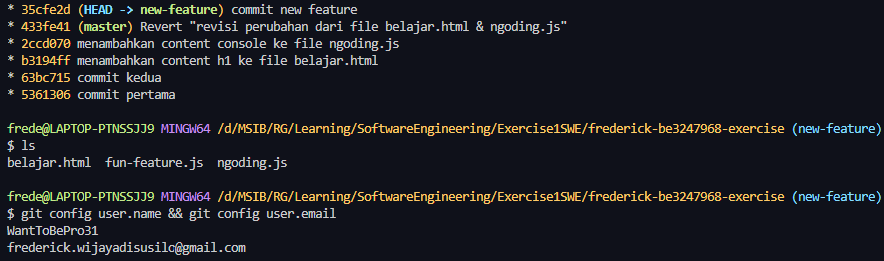 * 35cfe2d (HEAD -> new-feature) commit new feature
* 433fe41 (master) Revert "revisi perubahan dari file belajar.html & ngoding.js"
* 2ccd070 menambahkan content console ke file ngoding.js
* b3194ff menambahkan content h1 ke file belajar.html
* 63bc715 commit kedua
* 5361306 commit pertama

frede@LAPTOP-PTNSSJJ9 MINGW64 /d/MSIB/RG/Learning/SoftwareEngineering/Exercise1SWE/frederick-be3247968-exercise (new-feature)
$ ls
belajar.html  fun-feature.js  ngoding.js

frede@LAPTOP-PTNSSJJ9 MINGW64 /d/MSIB/RG/Learning/SoftwareEngineering/Exercise1SWE/frederick-be3247968-exercise (new-feature)
$ git config user.name && git config user.email
WantToBePro31
frederick.wijayadisusilo@gmail.com